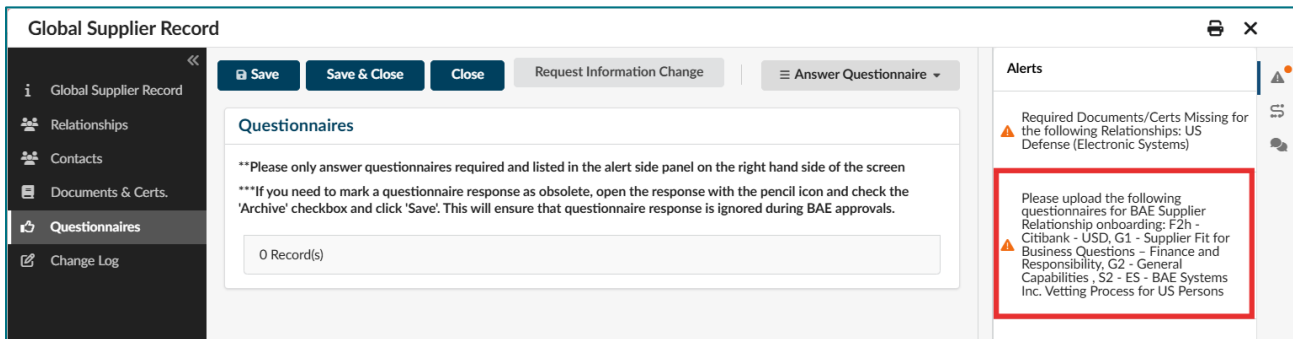 Global Supplier Record
Global Supplier Record
Relationships
Contacts
Documents & Certs.
Questionnaires
Change Log
Save
Save & Close
Close
Request Information Change
Answer Questionnaire
Questionnaires
**Please only answer questionnaires required and listed in the alert side panel on the right hand side of the screen
***If you need to mark a questionnaire response as obsolete, open the response with the pencil icon and check the
'Archive' checkbox and click 'Save'. This will ensure that questionnaire response is ignored during BAE approvals.
0 Record(s)
Alerts
Required Documents/Certs Missing for
the following Relationships: US
Defense (Electronic Systems)
Please upload the following
questionnaires for BAE Supplier
Relationship onboarding: F2h -
Citibank - USD, G1 - Supplier Fit for
Business Questions – Finance and
Responsibility, G2 - General
Capabilities , S2 - ES - BAE Systems
Inc. Vetting Process for US Persons